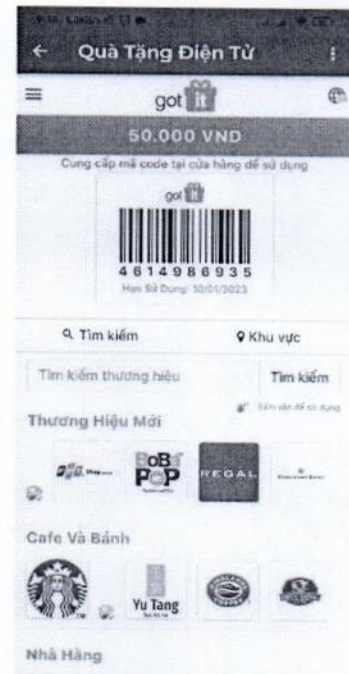 Quà Tặng Điện Tử
got it
50.000 VND
Cung cấp mã code tại cửa hàng để sử dụng
got it
4614986935
Hạn Sử Dụng: 10/01/2023
Tìm kiếm
Khu vực
Tìm kiếm thương hiệu
Tìm kiếm
Thương Hiệu Mới
BoBa POP
REGAL
Cafe Và Bánh
Yu Tang
Nhà Hàng